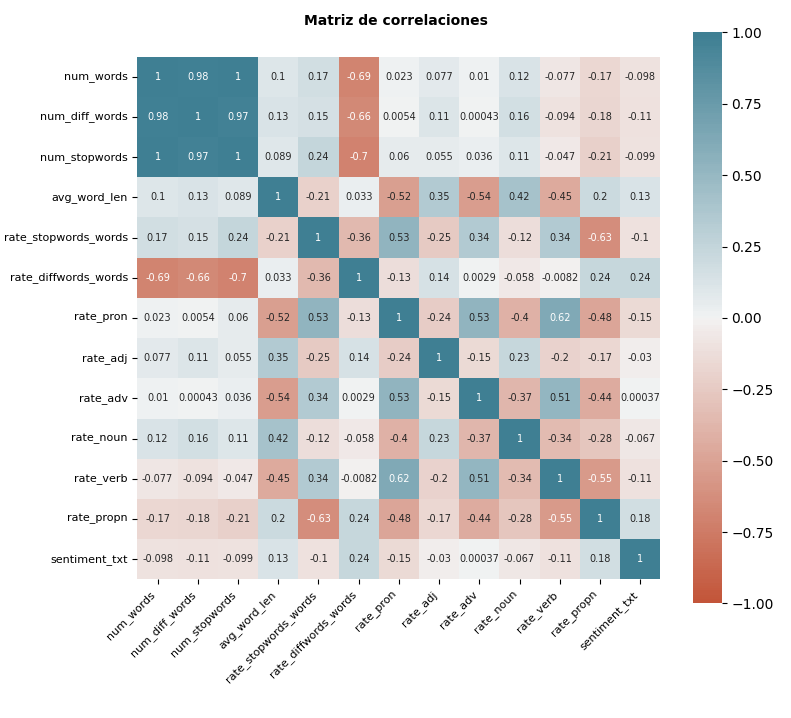 Matriz de correlaciones
num_words 1 0.98 1 0.1 0.17 -0.69 0.023 0.077 0.01 0.12 -0.077 -0.17 -0.098
num_diff_words 0.98 1 0.97 0.13 0.15 -0.66 0.0054 0.11 0.00043 0.16 -0.094 -0.18 -0.11
num_stopwords 1 0.97 1 0.089 0.24 -0.7 0.06 0.055 0.036 0.11 -0.047 -0.21 -0.099
avg_word_len 0.1 0.13 0.089 1 -0.21 0.033 -0.52 0.35 -0.54 0.42 -0.45 0.2 0.13
rate_stopwords_words 0.17 0.15 0.24 -0.21 1 -0.36 0.53 -0.25 0.34 -0.12 0.34 -0.63 -0.1
rate_diffwords_words -0.69 -0.66 -0.7 0.033 -0.36 1 -0.13 0.14 0.0029 -0.058 -0.0082 0.24 0.24
rate_pron 0.023 0.0054 0.06 -0.52 0.53 -0.13 1 -0.24 0.53 -0.4 0.62 -0.48 -0.15
rate_adj 0.077 0.11 0.055 0.35 -0.25 0.14 -0.24 1 -0.15 0.23 -0.2 -0.17 -0.03
rate_adv 0.01 0.00043 0.036 -0.54 0.34 0.0029 0.53 -0.15 1 -0.37 0.51 -0.44 0.00037
rate_noun 0.12 0.16 0.11 0.42 -0.12 -0.058 -0.4 0.23 -0.37 1 -0.34 -0.28 -0.067
rate_verb -0.077 -0.094 -0.047 -0.45 0.34 -0.0082 0.62 -0.2 0.51 -0.34 1 -0.55 -0.11
rate_propn -0.17 -0.18 -0.21 0.2 -0.63 0.24 -0.48 -0.17 -0.44 -0.28 -0.55 1 0.18
sentiment_txt -0.098 -0.11 -0.099 0.13 -0.1 0.24 -0.15 -0.03 0.00037 -0.067 -0.11 0.18 1
num_words
num_diff_words
num_stopwords
avg_word_len
rate_stopwords_words
rate_diffwords_words
rate_pron
rate_adj
rate_adv
rate_noun
rate_verb
rate_propn
sentiment_txt
1.00
0.75
0.50
0.25
0.00
−0.25
−0.50
−0.75
−1.00